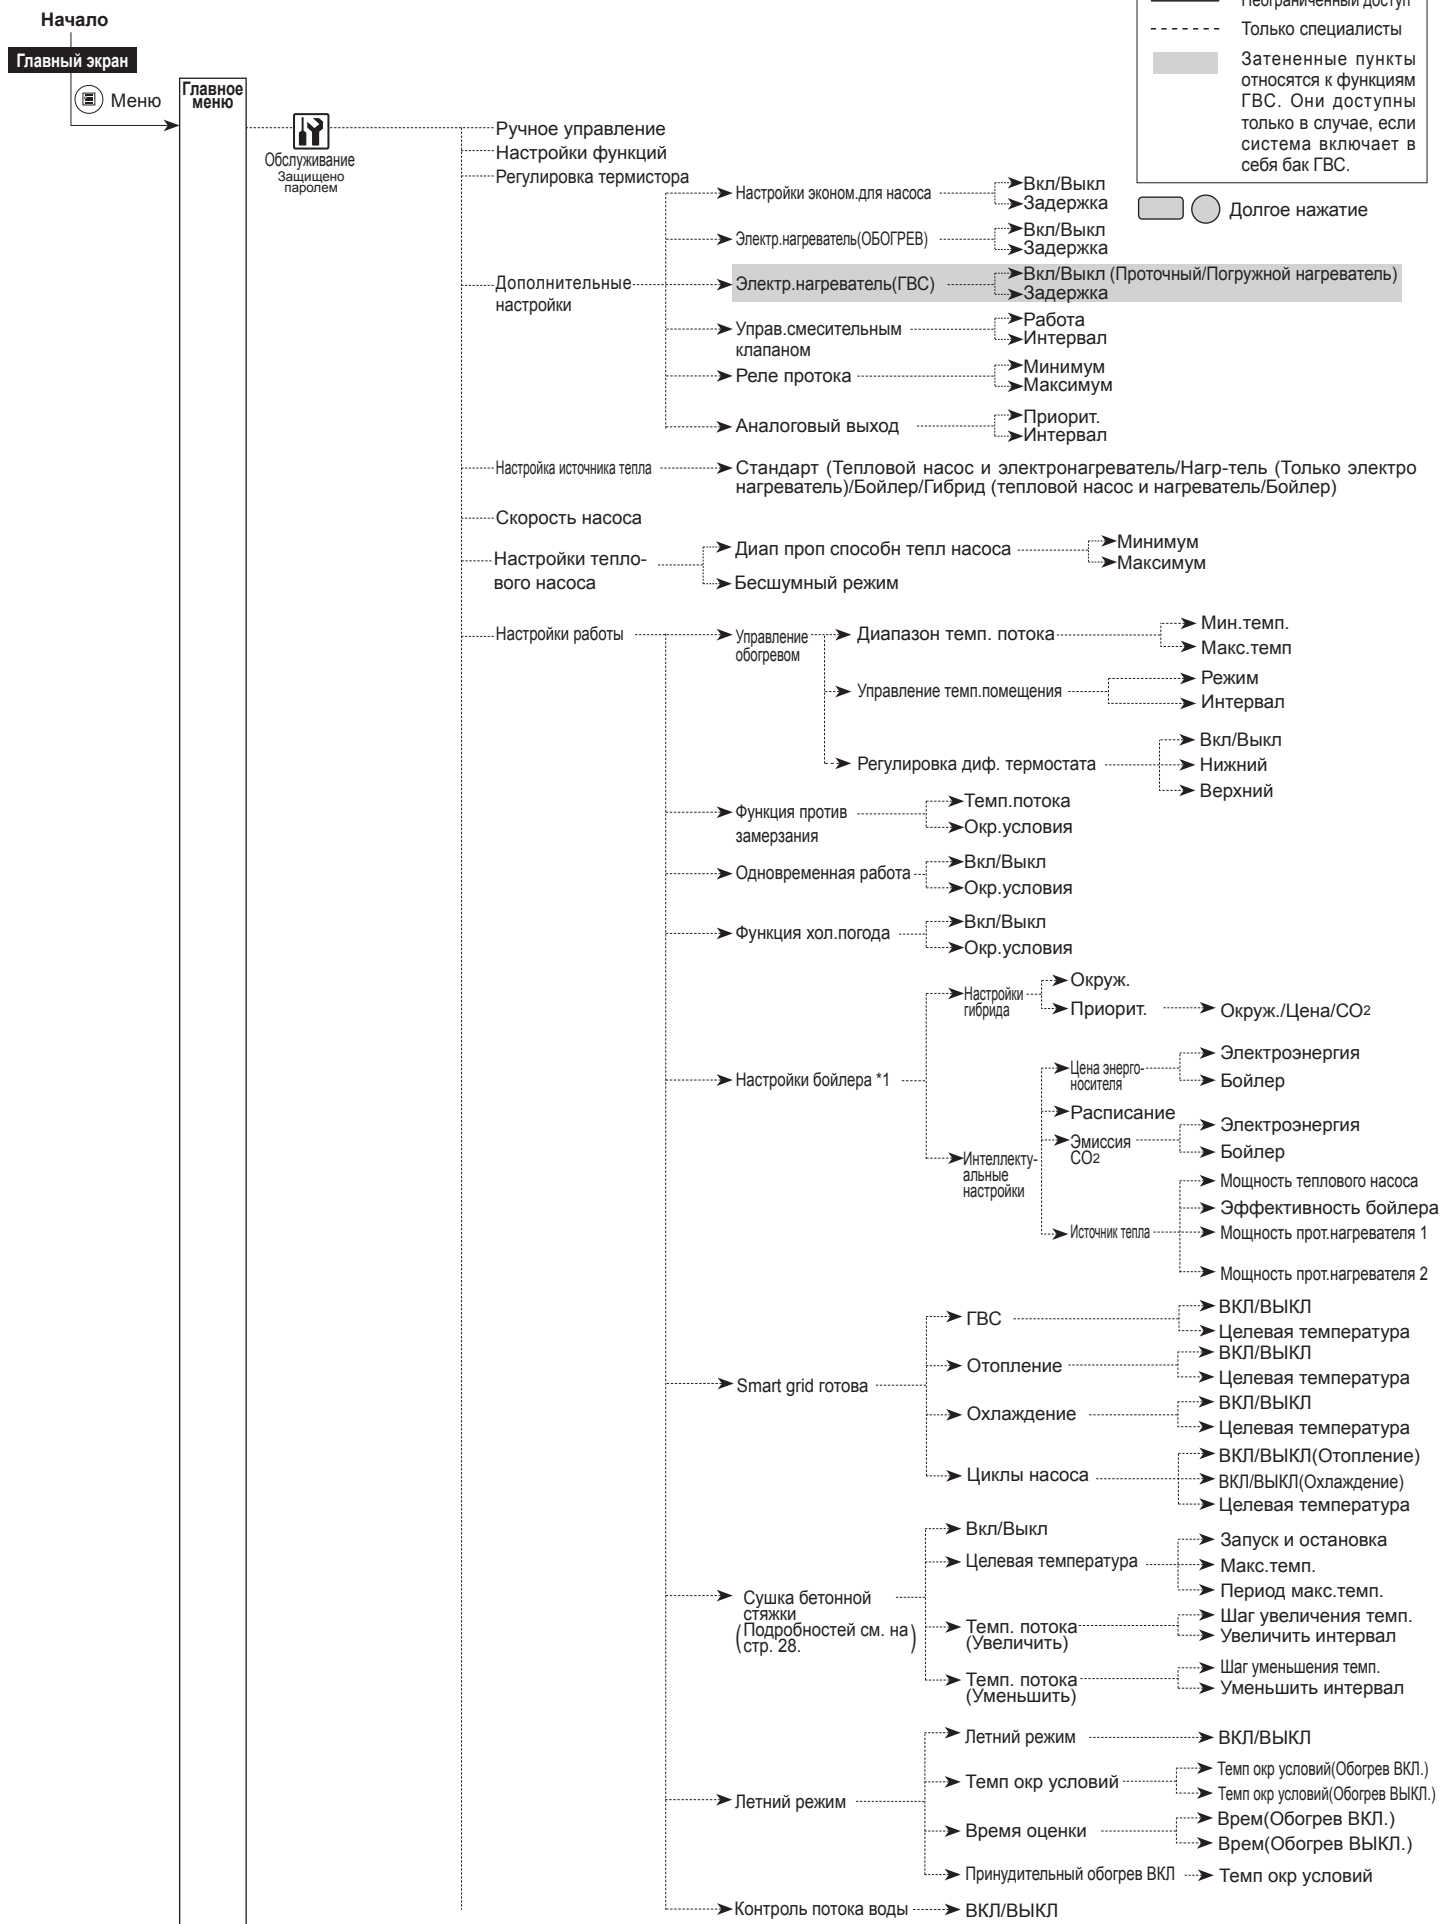 Неограниченный доступ
Начало
Только специалисты
Главный экран
Затененные пункты
относятся к функциям
ГВС. Они доступны
только в случае, если
система включает в
себя бак ГВС.
Долгое нажатие
Меню
Главное
меню
Обслуживание
Защищено
паролем
Ручное управление
Настройки функций
Регулировка термистора
Дополнительные
настройки
Настройки эконом.для насоса
Вкл/Выкл
Задержка
Электр.нагреватель(ОБОГРЕВ)
Вкл/Выкл
Задержка
Электр.нагреватель(ГВС)
Вкл/Выкл (Проточный/Погружной нагреватель)
Задержка
Управ.смесительным
клапаном
Работа
Интервал
Реле протока
Минимум
Максимум
Аналоговый выход
Приорит.
Интервал
Настройка источника тепла
Стандарт (Тепловой насос и электронагреватель/Нагр-тель (Только электро
нагреватель)/Бойлер/Гибрид (тепловой насос и нагреватель/Бойлер)
Скорость насоса
Настройки тепло-
вого насоса
Диап проп способн тепл насоса
Минимум
Максимум
Бесшумный режим
Настройки работы
Управление
обогревом
Диапазон темп. потока
Мин.темп.
Макс.темп
Управление темп.помещения
Режим
Интервал
Регулировка диф. термостата
Вкл/Выкл
Нижний
Верхний
Функция против
замерзания
Темп.потока
Окр.условия
Одновременная работа
Вкл/Выкл
Окр.условия
Функция хол.погода
Вкл/Выкл
Окр.условия
Настройки бойлера *1
Настройки
гибрида
Окруж.
Приорит.
Окруж./Цена/CO2
Интеллекту-
альные
настройки
Цена энерго-
носителя
Электроэнергия
Бойлер
Расписание
Эмиссия
CO2
Электроэнергия
Бойлер
Источник тепла
Мощность теплового насоса
Эффективность бойлера
Мощность прот.нагревателя 1
Мощность прот.нагревателя 2
Smart grid готова
ГВС
ВКЛ/ВЫКЛ
Целевая температура
Отопление
ВКЛ/ВЫКЛ
Целевая температура
Охлаждение
ВКЛ/ВЫКЛ
Целевая температура
Циклы насоса
ВКЛ/ВЫКЛ(Отопление)
ВКЛ/ВЫКЛ(Охлаждение)
Целевая температура
Сушка бетонной
стяжки
(Подробностей см. на
стр. 28.)
Вкл/Выкл
Целевая температура
Запуск и остановка
Макс.темп.
Период макс.темп.
Темп. потока
(Увеличить)
Шаг увеличения темп.
Увеличить интервал
Темп. потока
(Уменьшить)
Шаг уменьшения темп.
Уменьшить интервал
Летний режим
Летний режим
ВКЛ/ВЫКЛ
Темп окр условий
Темп окр условий(Обогрев ВКЛ.)
Темп окр условий(Обогрев ВЫКЛ.)
Время оценки
Врем(Обогрев ВКЛ.)
Врем(Обогрев ВЫКЛ.)
Принудительный обогрев ВКЛ
Темп окр условий
Контроль потока воды
ВКЛ/ВЫКЛ